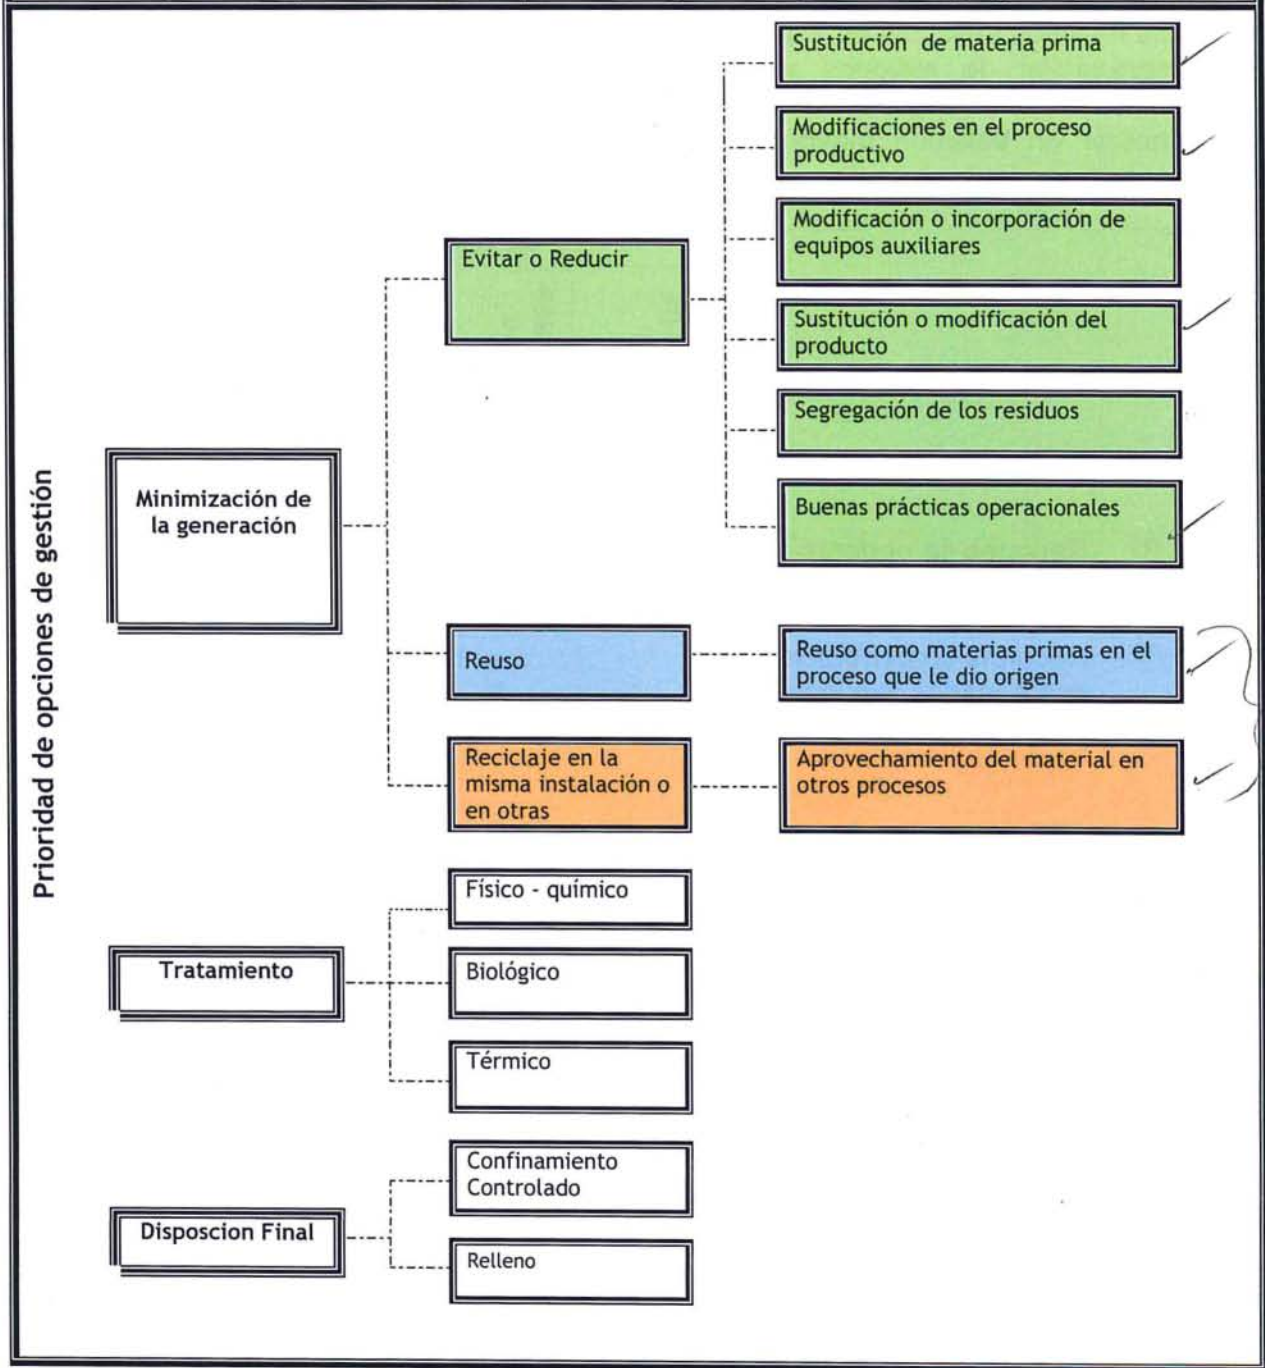 Prioridad de opciones de gestión
Minimización de
la generación
Evitar o Reducir
Sustitución de materia prima
Modificaciones en el proceso
productivo
Modificación o incorporación de
equipos auxiliares
Sustitución o modificación del
producto
Segregación de los residuos
Buenas prácticas operacionales
Reuso
Reuso como materias primas en el
proceso que le dio origen
Reciclaje en la
misma instalación o
en otras
Aprovechamiento del material en
otros procesos
Tratamiento
Físico - químico
Biológico
Térmico
Disposcion Final
Confinamiento
Controlado
Relleno